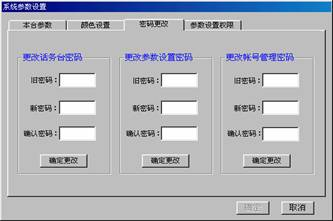 系统参数设置
本台参数 颜色设置 密码更改 参数设置权限
更改话务台密码 更改参数设置密码 更改帐号管理密码
旧密码: 旧密码: 旧密码:
新密码: 新密码: 新密码:
确认密码: 确认密码: 确认密码:
确定更改 确定更改 确定更改
确定 取消